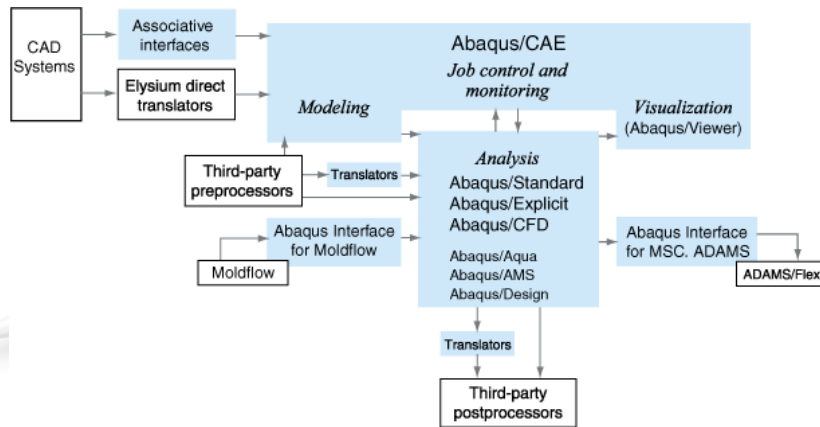 CAD
Systems
Associative
interfaces
Elysium direct
translators
Abaqus/CAE
Job control and
monitoring
Modeling
Visualization
(Abaqus/Viewer)
Third-party
preprocessors
Translators
Analysis
Abaqus/Standard
Abaqus/Explicit
Abaqus/CFD
Abaqus/Aqua
Abaqus/AMS
Abaqus/Design
Abaqus Interface
for Moldflow
Moldflow
Abaqus Interface
for MSC. ADAMS
ADAMS/Flex
Translators
Third-party
postprocessors